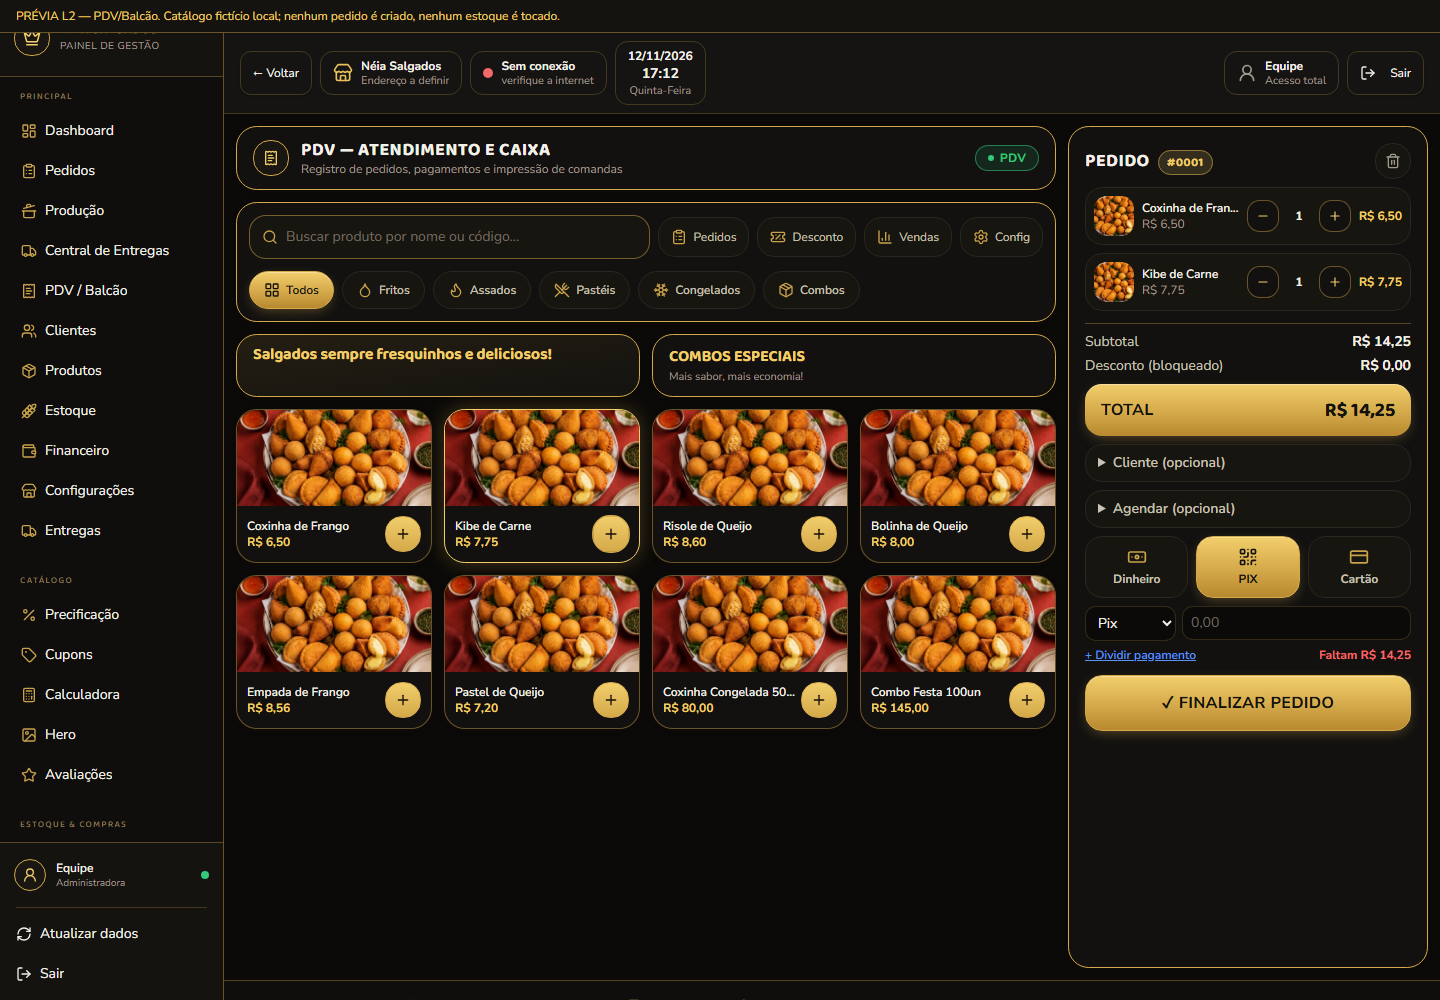 PRÉVIA L2 — PDV/Balcão. Catálogo fictício local; nenhum pedido é criado, nenhum estoque é tocado.
PAINEL DE GESTÃO
PRINCIPAL
Dashboard
Pedidos
Produção
Central de Entregas
PDV / Balcão
Clientes
Produtos
Estoque
Financeiro
Configurações
Entregas
CATÁLOGO
Precificação
Cupons
Calculadora
Hero
Avaliações
ESTOQUE & COMPRAS
Equipe
Administradora
Atualizar dados
Sair
← Voltar
Néia Salgados
Endereço a definir
Sem conexão
verifique a internet
12/11/2026
17:12
Quinta-Feira
Equipe
Acesso total
Sair
PDV — ATENDIMENTO E CAIXA
Registro de pedidos, pagamentos e impressão de comandas
PDV
Buscar produto por nome ou código...
Pedidos
Desconto
Vendas
Config
Todos
Fritos
Assados
Pastéis
Congelados
Combos
Salgados sempre fresquinhos e deliciosos!
COMBOS ESPECIAIS
Mais sabor, mais economia!
Coxinha de Frango
R$ 6,50
+
Kibe de Carne
R$ 7,75
+
Risole de Queijo
R$ 8,60
+
Bolinha de Queijo
R$ 8,00
+
Empada de Frango
R$ 8,56
+
Pastel de Queijo
R$ 7,20
+
Coxinha Congelada 50...
R$ 80,00
+
Combo Festa 100un
R$ 145,00
+
PEDIDO #0001
Coxinha de Fran...
R$ 6,50
− 1 + R$ 6,50
Kibe de Carne
R$ 7,75
− 1 + R$ 7,75
Subtotal R$ 14,25
Desconto (bloqueado) R$ 0,00
TOTAL R$ 14,25
▶ Cliente (opcional)
▶ Agendar (opcional)
Dinheiro
PIX
Cartão
Pix
0,00
+ Dividir pagamento
Faltam R$ 14,25
✓ FINALIZAR PEDIDO